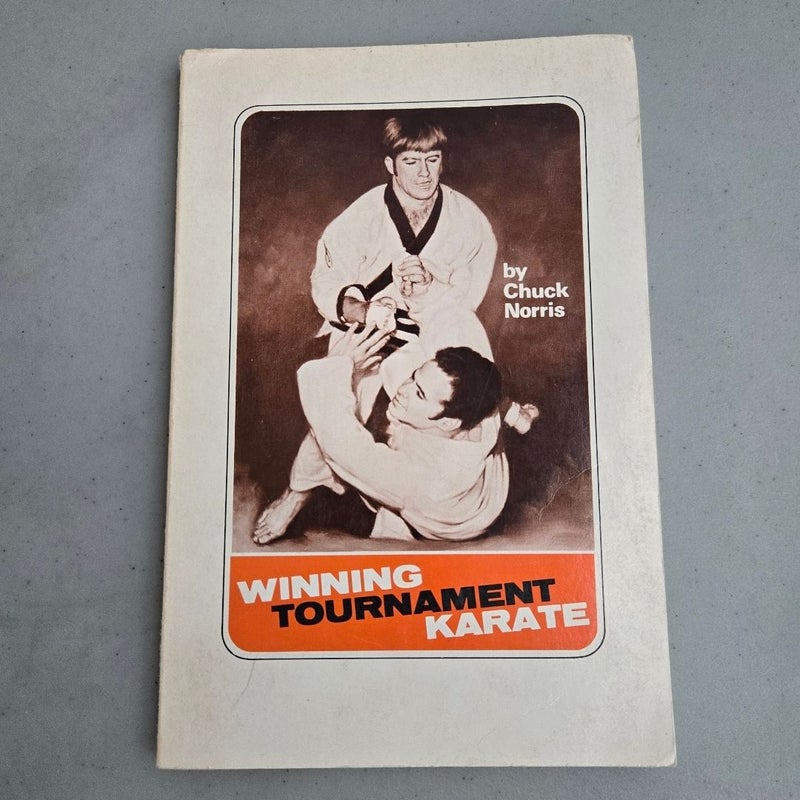 by
Chuck
Norris
WINNING
TOURNAMENT
KARATE